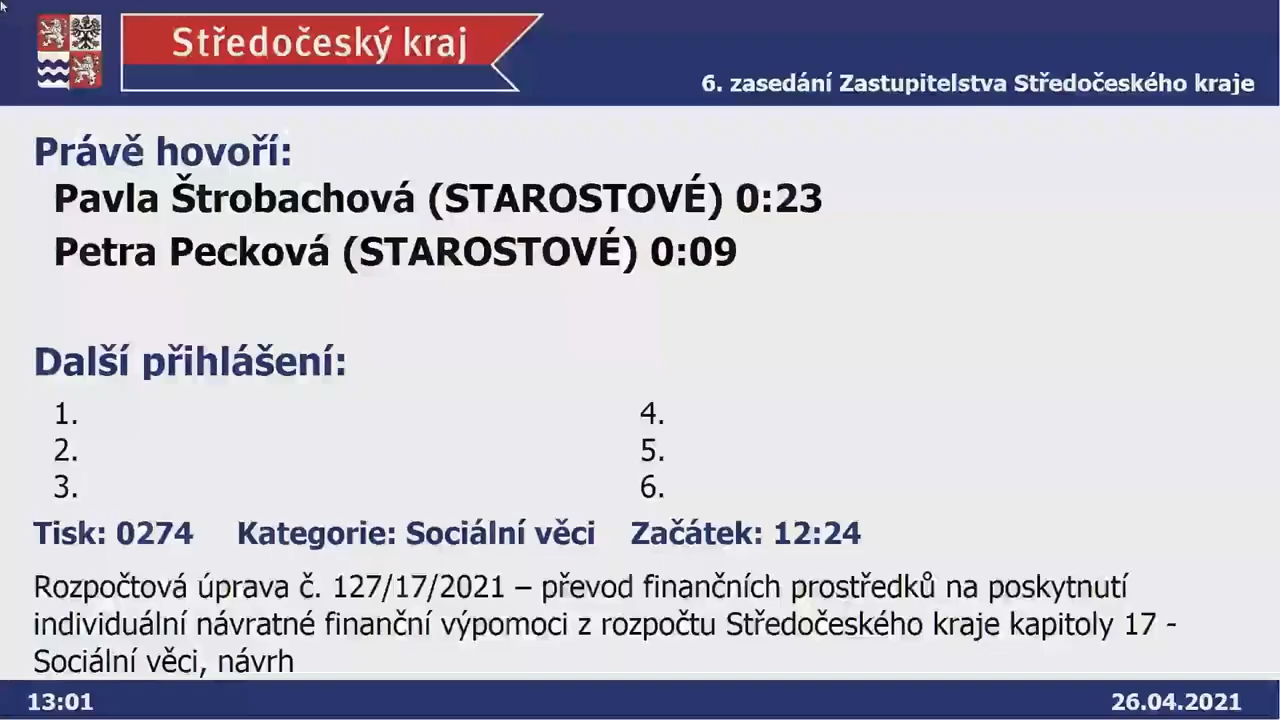 Středočeský kraj
6. zasedání Zastupitelstva Středočeského kraje
Právě hovoří:
Pavla Štrobachová (STAROSTOVÉ) 0:23
Petra Pecková (STAROSTOVÉ) 0:09
Další přihlášení:
1.
2.
3.
4.
5.
6.
Tisk: 0274 Kategorie: Sociální věci Začátek: 12:24
Rozpočtová úprava č. 127/17/2021 – převod finančních prostředků na poskytnutí
individuální návratné finanční výpomoci z rozpočtu Středočeského kraje kapitoly 17 -
Sociální věci, návrh
13:01
26.04.2021